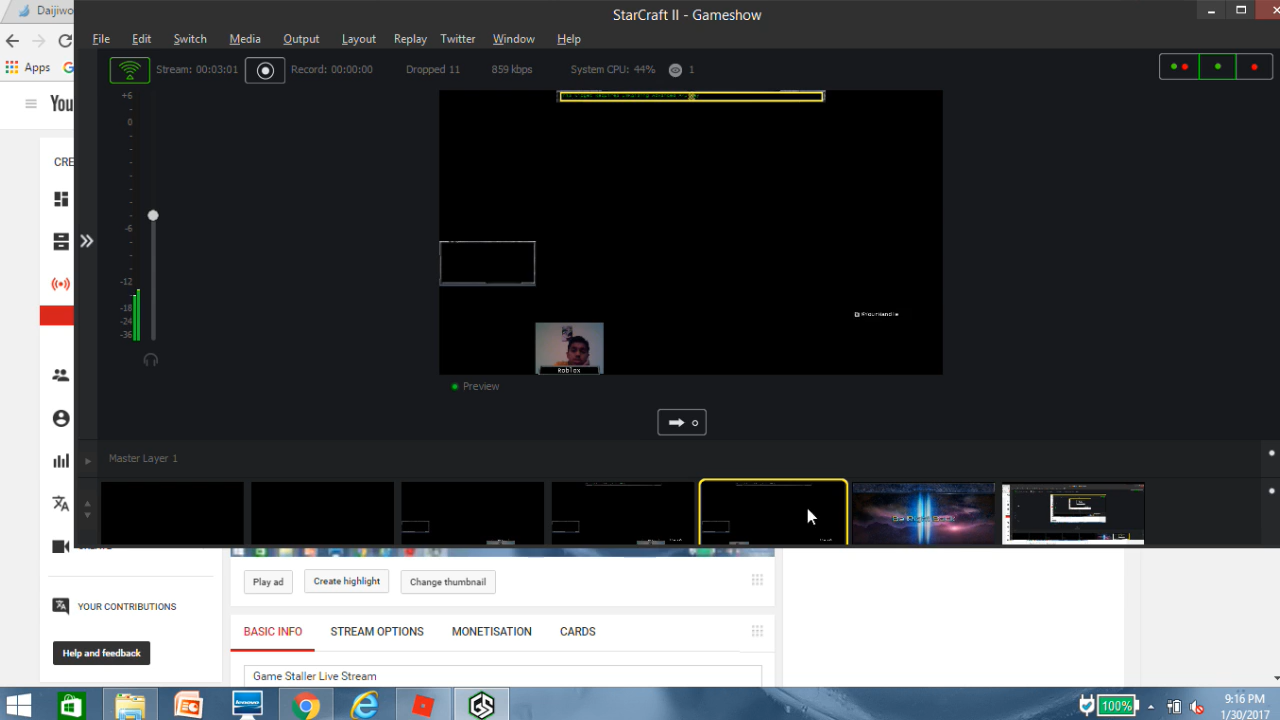 Daijiwo
StarCraft II - Gameshow
File Edit Switch Media Output Layout Replay Twitter Window Help
Apps
Stream: 00:03:01 Record: 00:00:00 Dropp 859 kbps System CPU: 44% 1
You
+6
0
-6
-12
-18
-24
-36
CRE
@YourHandle
Roblox
Preview
Master Layer 1
Play ad Create highlight Change thumbnail
YOUR CONTRIBUTIONS
BASIC INFO STREAM OPTIONS MONETISATION CARDS
Help and feedback
Game Staller Live Stream
lenovo
100%
9:16 PM
1/30/2017